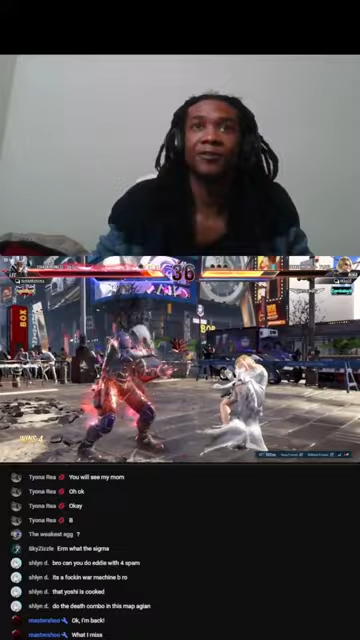 36
BOX
Tyona Rea You will see my mom
Tyona Rea Oh ok
Tyona Rea Okay
Tyona Rea B
The weakest egg ?
SkyZizzle Erm what the sigma
shlyn d. bro can you do eddie with 4 spam
shlyn d. its a fockin war machine b ro
shlyn d. that yoshi is cooked
shlyn d. do the death combo in this map agian
mastershoo Ok, I'm back!
mastershoo What I miss